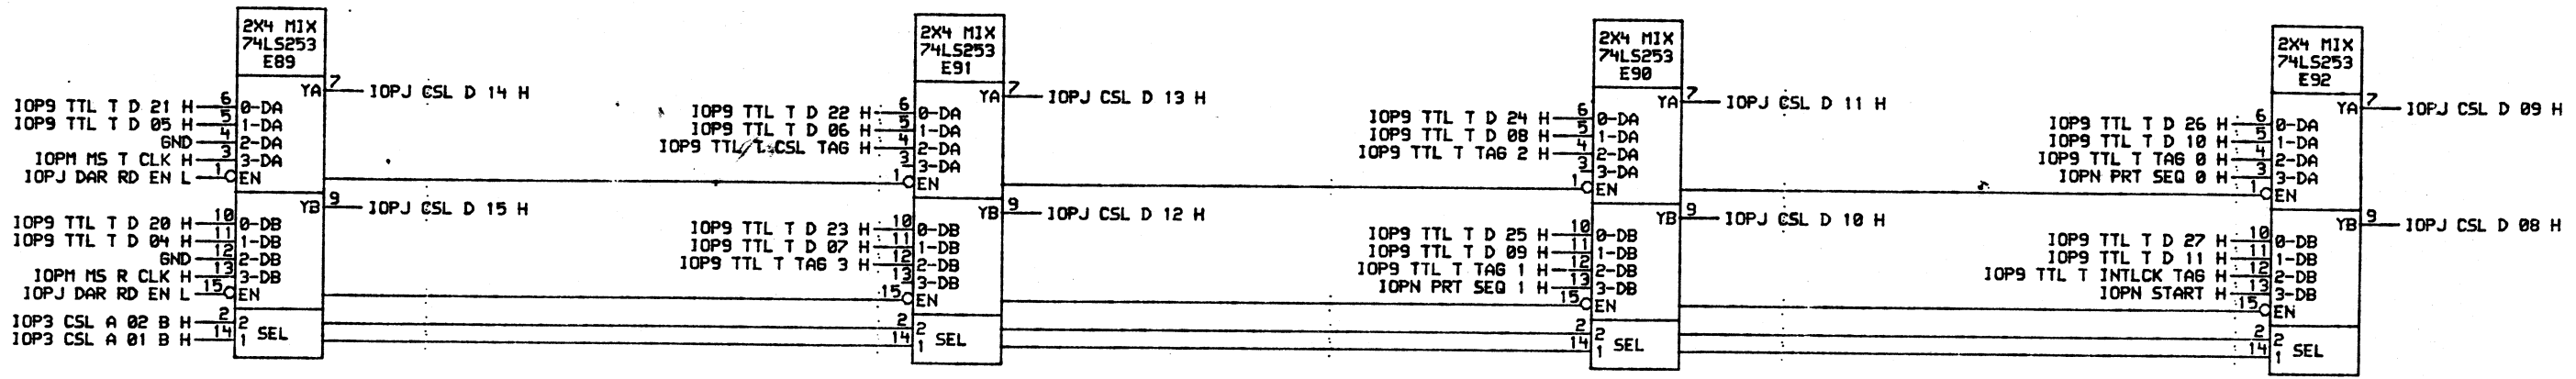 2X4 MIX
74LS253
E89
YA 7 IOPJ CSL D 14 H
IOP9 TTL T D 21 H 6 0-DA
IOP9 TTL T D 05 H 5 1-DA
GND 4 2-DA
IOPM MS T CLK H 3 3-DA
IOPJ DAR RD EN L 1 EN
YB 9 IOPJ CSL D 15 H
IOP9 TTL T D 20 H 10 0-DB
IOP9 TTL T D 04 H 11 1-DB
GND 12 2-DB
IOPM MS R CLK H 13 3-DB
IOPJ DAR RD EN L 15 EN
IOP3 CSL A 02 B H 2 2
IOP3 CSL A 01 B H 14 1 SEL
2X4 MIX
74LS253
E91
YA 7 IOPJ CSL D 13 H
IOP9 TTL T D 22 H 6 0-DA
IOP9 TTL T D 06 H 5 1-DA
IOP9 TTL T CSL TAG H 4 2-DA
3 3-DA
1 EN
YB 9 IOPJ CSL D 12 H
IOP9 TTL T D 23 H 10 0-DB
IOP9 TTL T D 07 H 11 1-DB
IOP9 TTL T TAG 3 H 12 2-DB
13 3-DB
15 EN
2 2
14 1 SEL
2X4 MIX
74LS253
E90
YA 7 IOPJ CSL D 11 H
IOP9 TTL T D 24 H 6 0-DA
IOP9 TTL T D 08 H 5 1-DA
IOP9 TTL T TAG 2 H 4 2-DA
3 3-DA
1 EN
YB 9 IOPJ CSL D 10 H
IOP9 TTL T D 25 H 10 0-DB
IOP9 TTL T D 09 H 11 1-DB
IOP9 TTL T TAG 1 H 12 2-DB
IOPN PRT SEQ 1 H 13 3-DB
15 EN
2 2
14 1 SEL
2X4 MIX
74LS253
E92
YA 7 IOPJ CSL D 09 H
IOP9 TTL T D 26 H 6 0-DA
IOP9 TTL T D 10 H 5 1-DA
IOP9 TTL T TAG 0 H 4 2-DA
IOPN PRT SEQ 0 H 3 3-DA
1 EN
YB 9 IOPJ CSL D 08 H
IOP9 TTL T D 27 H 10 0-DB
IOP9 TTL T D 11 H 11 1-DB
IOP9 TTL T INTLCK TAG H 12 2-DB
IOPN START H 13 3-DB
15 EN
2 2
14 1 SEL